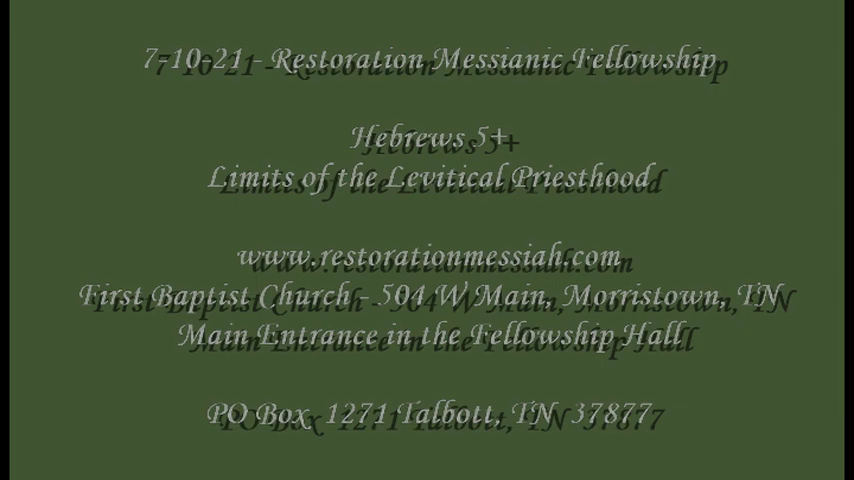 7-10-21 - Restoration Messianic Fellowship
Hebrews 5+
Limits of the Levitical Priesthood
www.restorationmessiah.com
First Baptist Church - 504 W Main, Morristown, TN
Main Entrance in the Fellowship Hall
PO Box 1271 Talbott, TN 37877